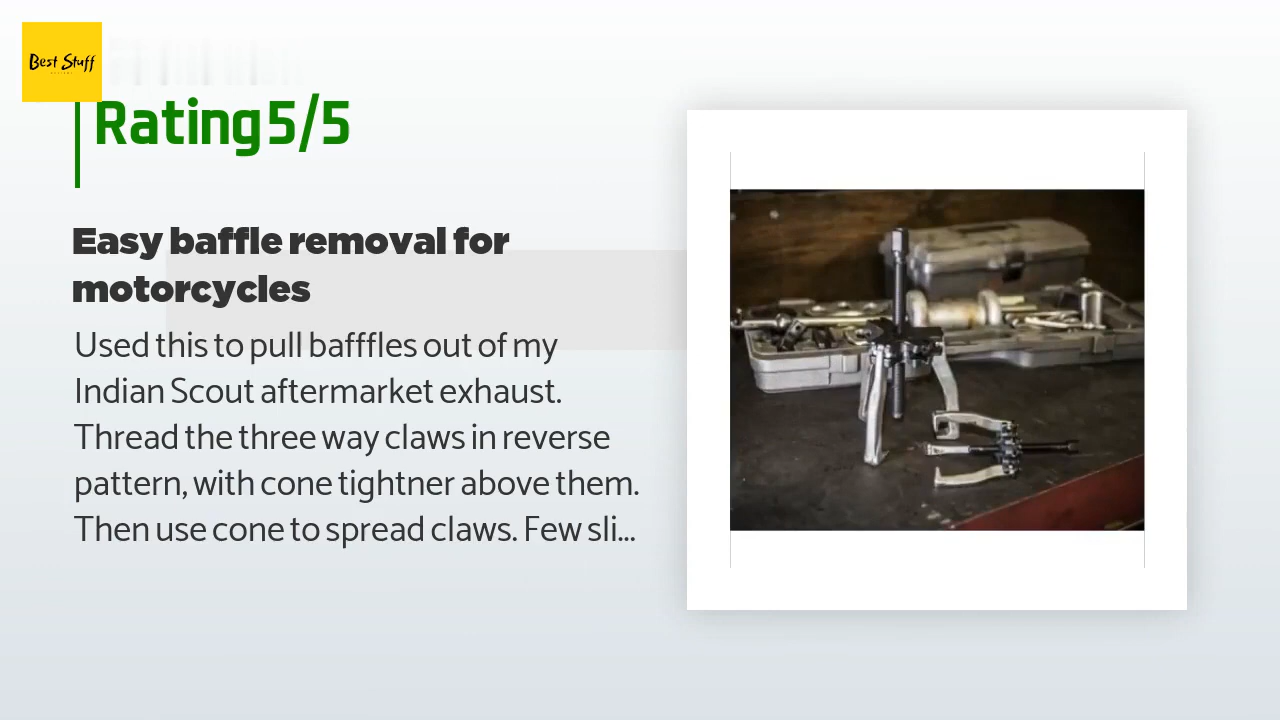 Best Stuff
Rating 5/5
Easy baffle removal for
motorcycles
Used this to pull bafffles out of my
Indian Scout aftermarket exhaust.
Thread the three way claws in reverse
pattern, with cone tightner above them.
Then use cone to spread claws. Few sli...